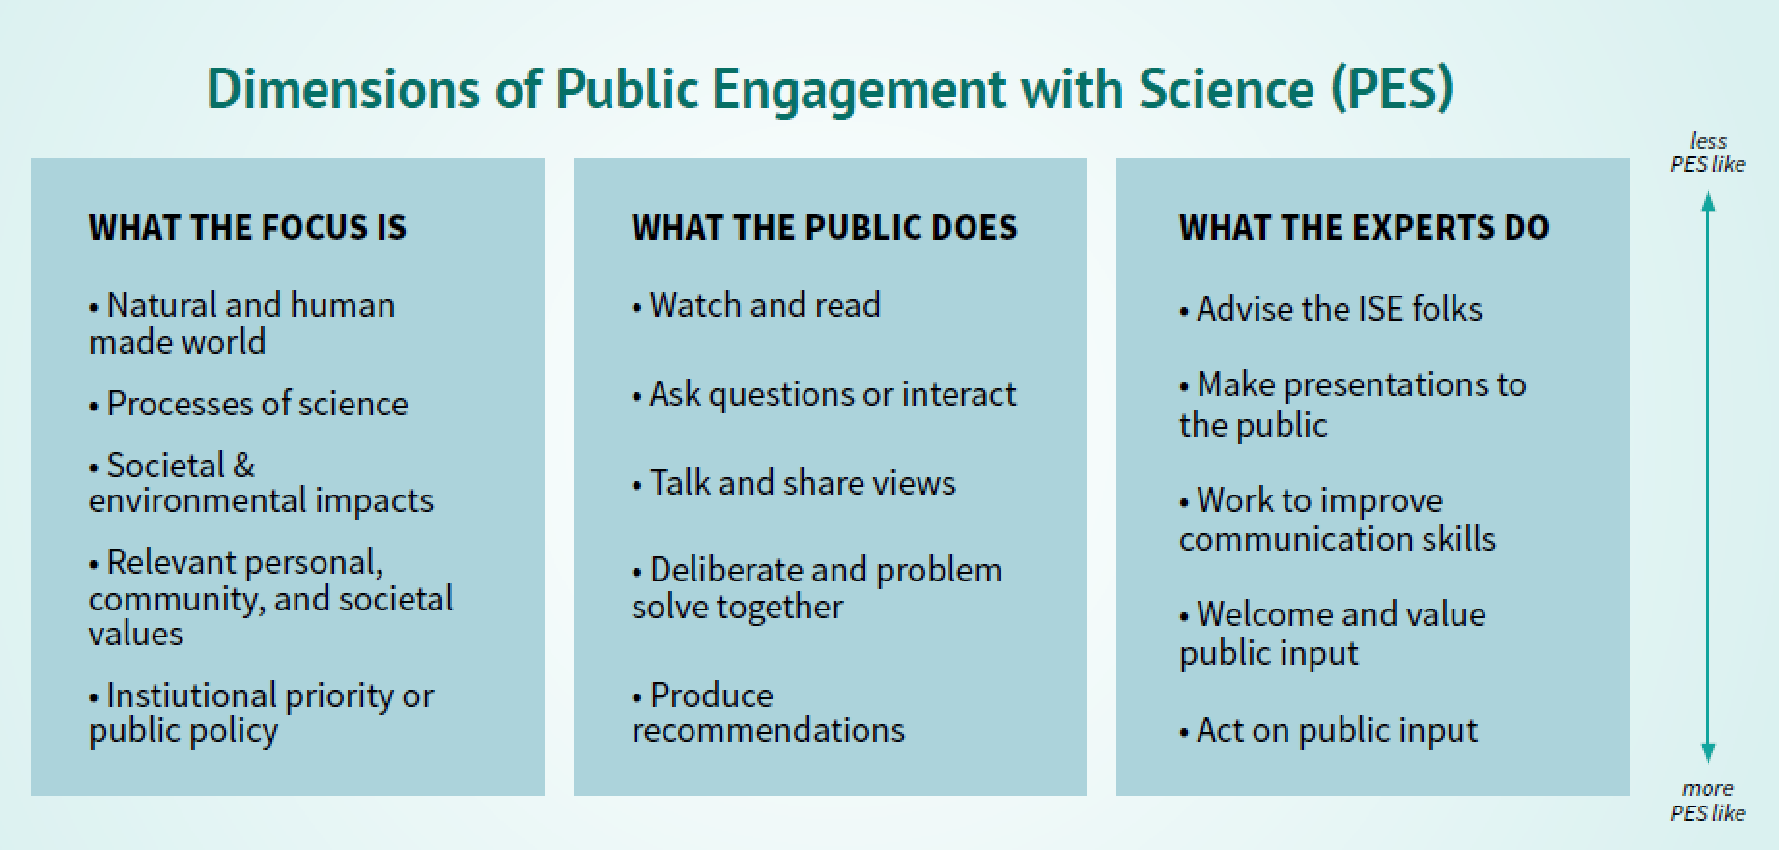 Dimensions of Public Engagement with Science (PES)
less
PES like
WHAT THE FOCUS IS
• Natural and human
made world
• Processes of science
• Societal &
environmental impacts
• Relevant personal,
community, and societal
values
• Instiutional priority or
public policy
WHAT THE PUBLIC DOES
• Watch and read
• Ask questions or interact
• Talk and share views
• Deliberate and problem
solve together
• Produce
recommendations
WHAT THE EXPERTS DO
• Advise the ISE folks
• Make presentations to
the public
• Work to improve
communication skills
• Welcome and value
public input
• Act on public input
more
PES like